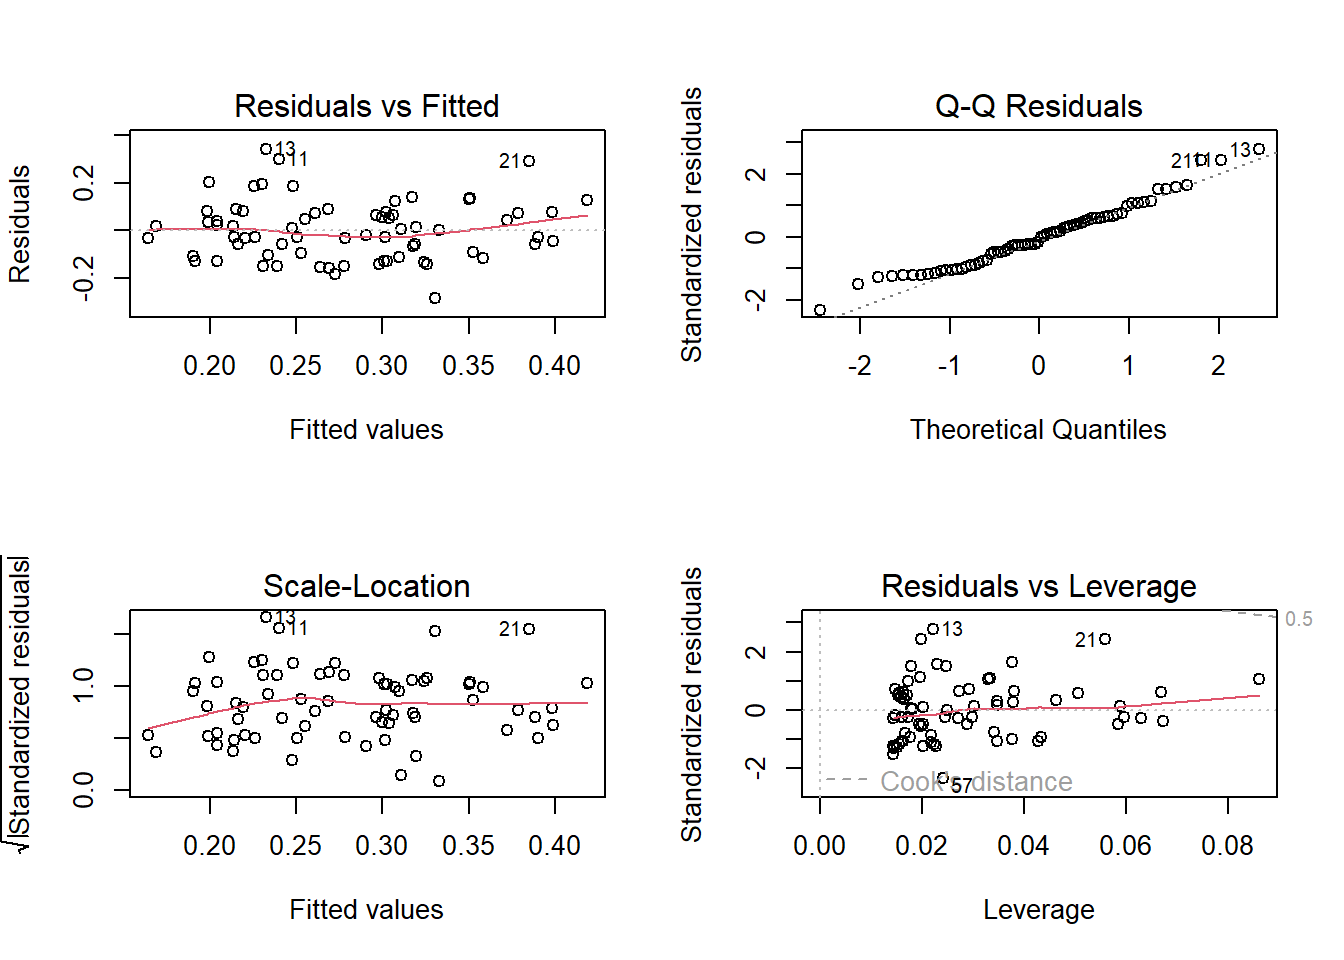 Residuals vs Fitted
Residuals
0.2
-0.2
13
11
21
0.20 0.25 0.30 0.35 0.40
Fitted values
Q-Q Residuals
Standardized residuals
2
0
-2
21
11
13
-2 -1 0 1 2
Theoretical Quantiles
Scale-Location
√|Standardized residuals|
1.0
0.0
13
11
21
0.20 0.25 0.30 0.35 0.40
Fitted values
Residuals vs Leverage
Standardized residuals
2
0
-2
13
21
0.5
57
Cook's distance
0.00 0.02 0.04 0.06 0.08
Leverage